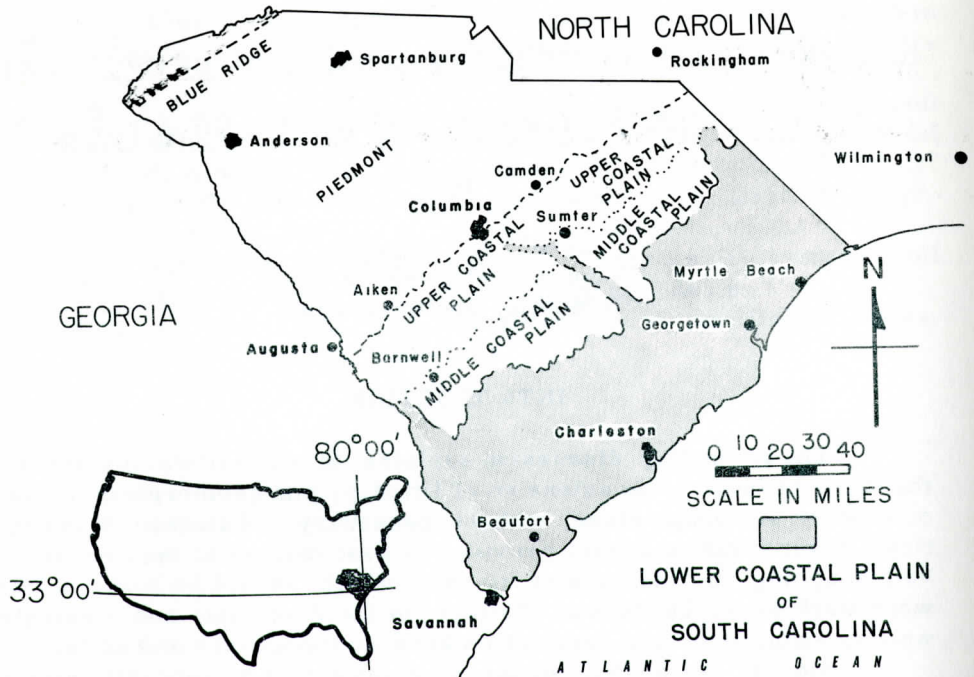 NORTH CAROLINA
Rockingham
Spartanburg
BLUE RIDGE
Anderson
PIEDMONT
Wilmington
Camden
UPPER
COASTAL
PLAIN
Columbia
Sumter
MIDDLE
COASTAL
PLAIN
UPPER COASTAL
PLAIN
Aiken
Myrtle Beach
N
GEORGIA
Georgetown
Augusta
Barnwell
MIDDLE COASTAL
PLAIN
Charleston
80°00'
0 10 20 30 40
SCALE IN MILES
Beaufort
33°00'
LOWER COASTAL PLAIN
OF
SOUTH CAROLINA
Savannah
ATLANTIC OCEAN